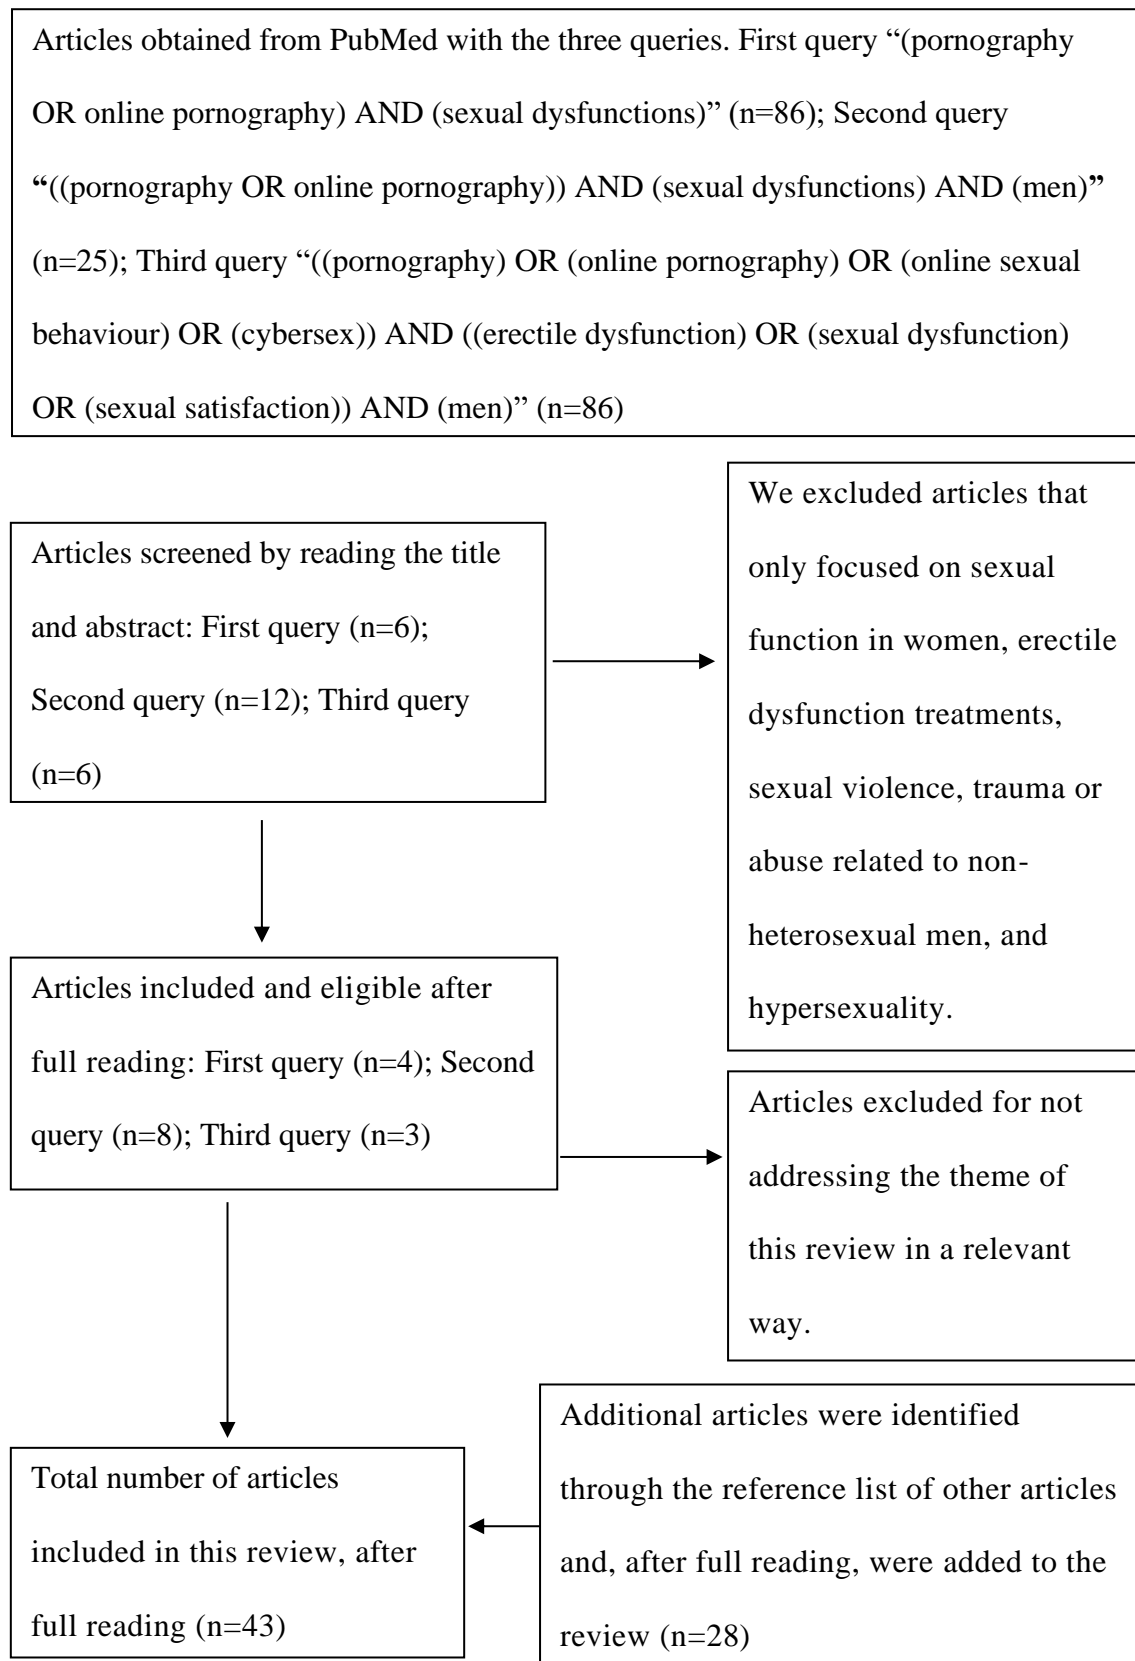 Articles obtained from PubMed with the three queries. First query “(pornography
OR online pornography) AND (sexual dysfunctions)” (n=86); Second query
“((pornography OR online pornography)) AND (sexual dysfunctions) AND (men)”
(n=25); Third query “((pornography) OR (online pornography) OR (online sexual
behaviour) OR (cybersex)) AND ((erectile dysfunction) OR (sexual dysfunction)
OR (sexual satisfaction)) AND (men)” (n=86)
Articles screened by reading the title
and abstract: First query (n=6);
Second query (n=12); Third query
(n=6)
We excluded articles that
only focused on sexual
function in women, erectile
dysfunction treatments,
sexual violence, trauma or
abuse related to non-
heterosexual men, and
hypersexuality.
Articles included and eligible after
full reading: First query (n=4); Second
query (n=8); Third query (n=3)
Articles excluded for not
addressing the theme of
this review in a relevant
way.
Total number of articles
included in this review, after
full reading (n=43)
Additional articles were identified
through the reference list of other articles
and, after full reading, were added to the
review (n=28)